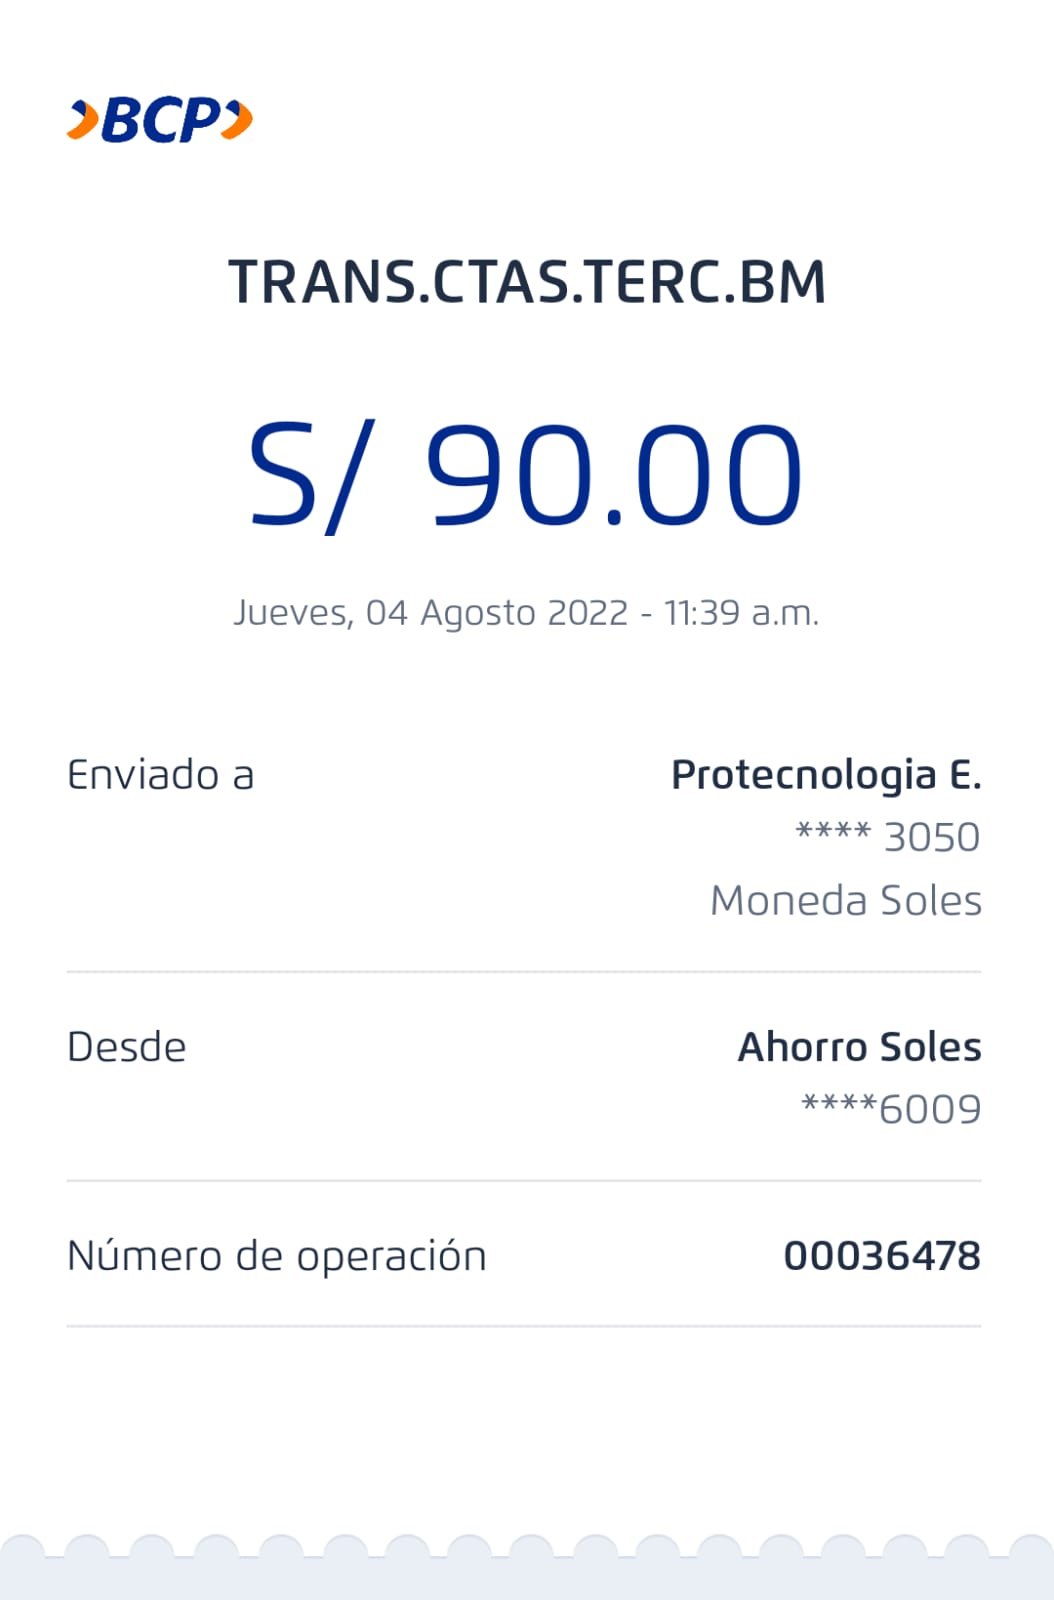 BCP
TRANS.CTAS.TERC.BM
S/ 90.00
Jueves, 04 Agosto 2022 - 11:39 a.m.
Enviado a Protecnologia E.
**** 3050
Moneda Soles
Desde Ahorro Soles
****6009
Número de operación 00036478